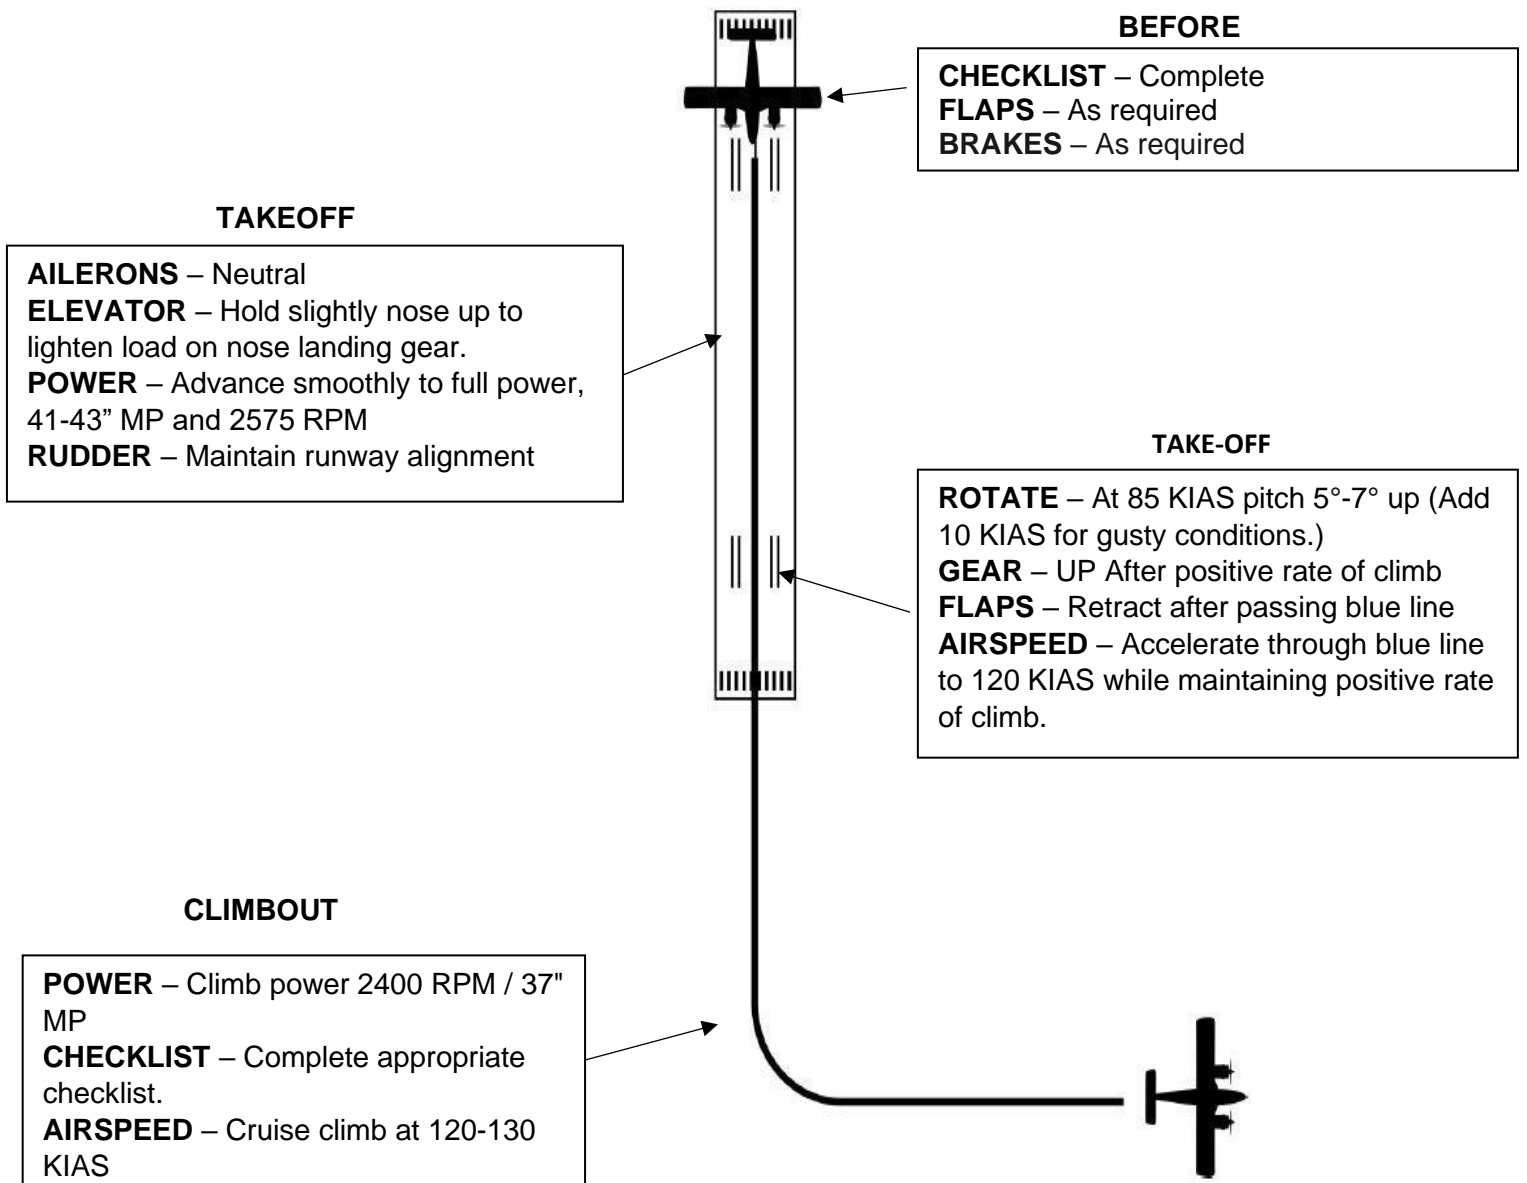 BEFORE
CHECKLIST – Complete
FLAPS – As required
BRAKES – As required
TAKEOFF
AILERONS – Neutral
ELEVATOR – Hold slightly nose up to
lighten load on nose landing gear.
POWER – Advance smoothly to full power,
41-43” MP and 2575 RPM
RUDDER – Maintain runway alignment
TAKE-OFF
ROTATE – At 85 KIAS pitch 5°-7° up (Add
10 KIAS for gusty conditions.)
GEAR – UP After positive rate of climb
FLAPS – Retract after passing blue line
AIRSPEED – Accelerate through blue line
to 120 KIAS while maintaining positive rate
of climb.
CLIMBOUT
POWER – Climb power 2400 RPM / 37"
MP
CHECKLIST – Complete appropriate
checklist.
AIRSPEED – Cruise climb at 120-130
KIAS